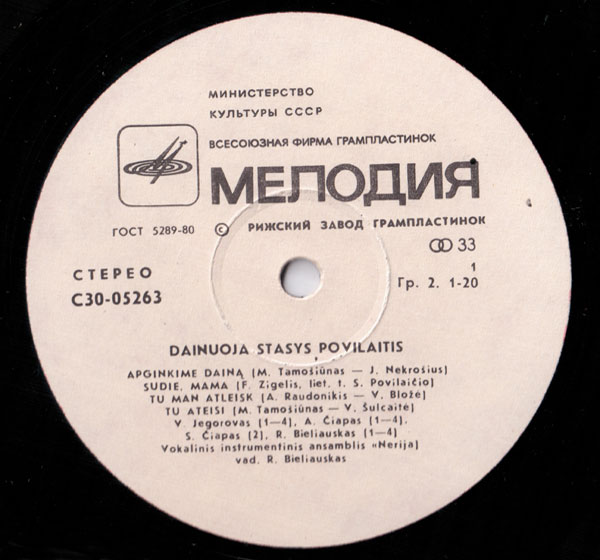 МИНИСТЕРСТВО
КУЛЬТУРЫ СССР
ВСЕСОЮЗНАЯ ФИРМА ГРАМПЛАСТИНОК
МЕЛОДИЯ
ГОСТ 5289-80 © РИЖСКИЙ ЗАВОД ГРАМПЛАСТИНОК
33
СТЕРЕО 1
С30-05263 Гр. 2. 1-20
DAINUOJA STASYS POVILAITIS
APGINKIME DAINĄ (M. Tamošiūnas — J. Nekrošius)
SUDIE, MAMA (F. Zigelis, liet. t. S. Povilaičio)
TU MAN ATLEISK (A. Raudonikis — V. Bložė)
TU ATEISI (M. Tamošiūnas — V. Šulcaitė)
V. Jegorovas (1—4), A. Čiapas (1—4),
S. Čiapas (2), R. Bieliauskas (1—4)
Vokalinis instrumentinis ansamblis «Nerija)
vad. R. Bieliauskas